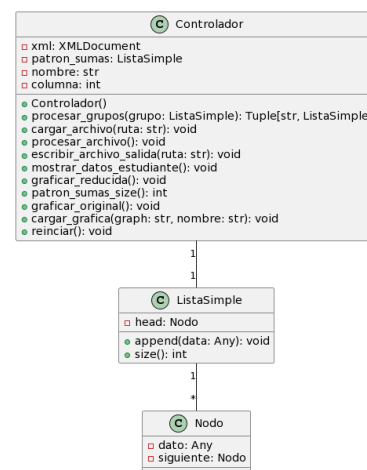 C Controlador
xml: XMLDocument
patron_sumas: ListaSimple
nombre: str
columna: int
Controlador()
procesar_grupos(grupo: ListaSimple): Tuple[str, ListaSimple
cargar_archivo(ruta: str): void
procesar_archivo(): void
escribir_archivo_salida(ruta: str): void
mostrar_datos_estudiante(): void
graficar_reducida(): void
patron_sumas_size(): int
graficar_original(): void
cargar_grafica(graph: str, nombre: str): void
reinciar(): void
1
1
C ListaSimple
head: Nodo
append(data: Any): void
size(): int
1
*
C Nodo
dato: Any
siguiente: Nodo